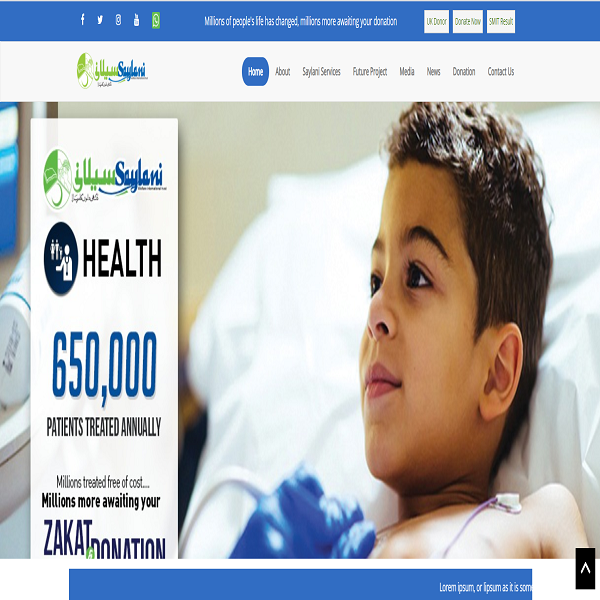 Millions of people's life has changed, millions more awaiting your donation
UK Donor
Donate Now
SMIT Result
سیلانی Saylani
Home
About
Saylani Services
Future Project
Media
News
Donation
Contact Us
سیلانی Saylani
HEALTH
650,000
PATIENTS TREATED ANNUALLY
Millions treated free of cost....
Millions more awaiting your
ZAKAT & DONATION
Lorem ipsum, or lipsum as it is some